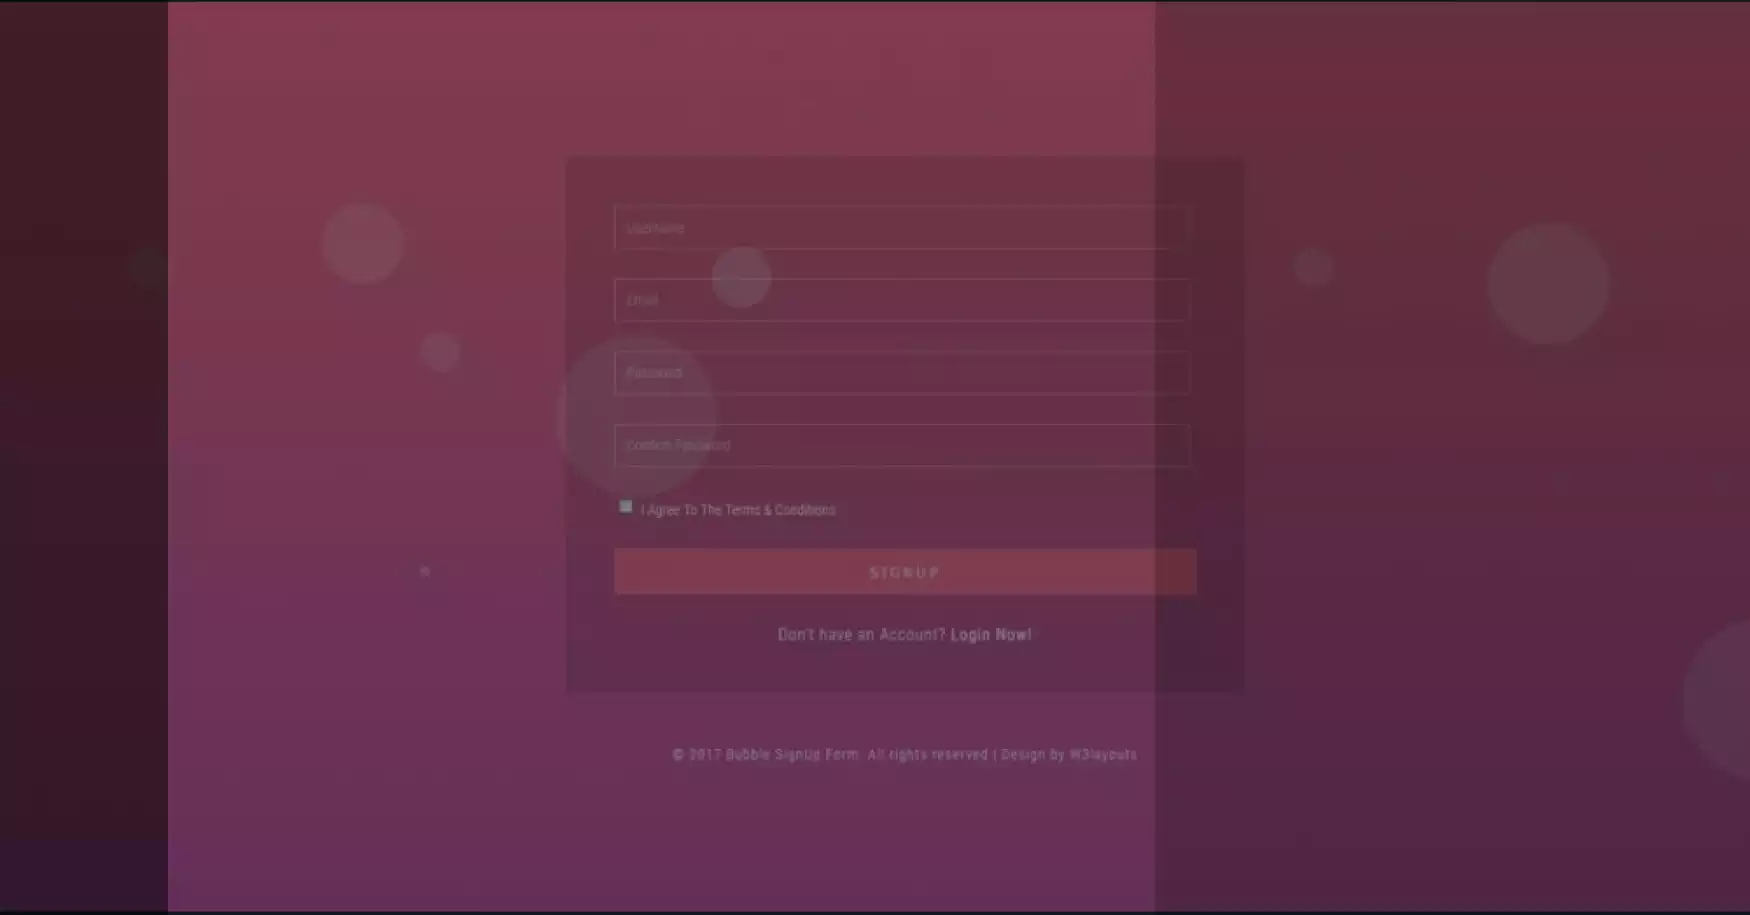 Username
Email
Password
Confirm Password
I Agree To The Terms & Conditions
SIGNUP
Don't have an Account? Login Now!
© 2017 Bubble SignUp Form. All rights reserved | Design by W3layouts